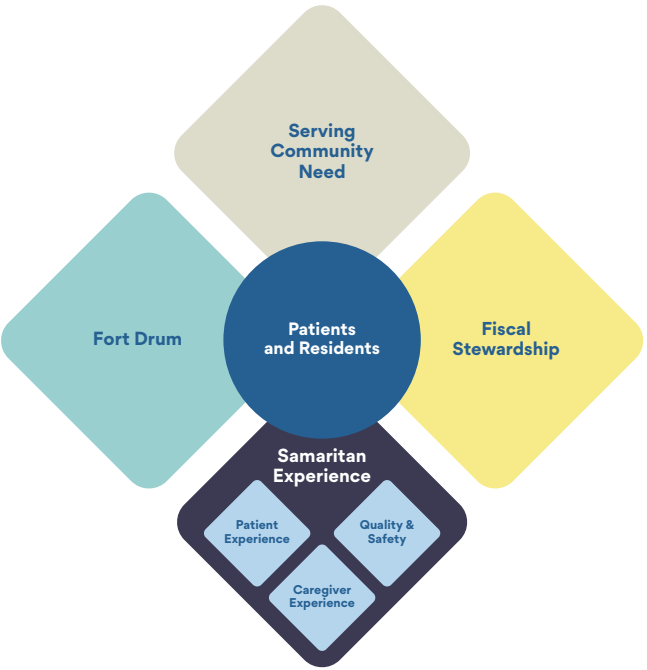 Serving
Community
Need
Fort Drum
Patients
and Residents
Fiscal
Stewardship
Samaritan
Experience
Patient
Experience
Quality &
Safety
Caregiver
Experience